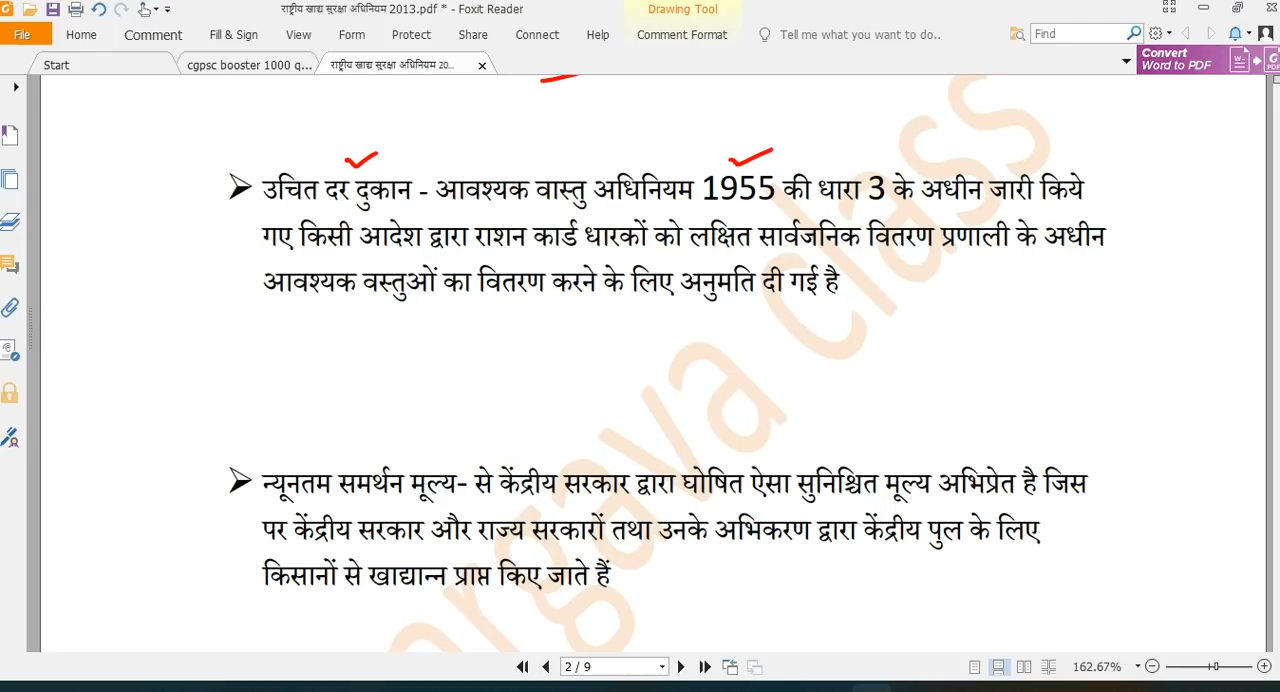 राष्ट्रीय खाद्य सुरक्षा अधिनियम 2013.pdf * - Foxit Reader
Drawing Tool
File Home Comment Fill & Sign View Form Protect Share Connect Help Comment Format Tell me what you want to do.. Find
Start cgpsc booster 1000 q... राष्ट्रीय खाद्य सुरक्षा अधिनियम 20...
Convert
Word to PDF
उचित दर दुकान - आवश्यक वास्तु अधिनियम 1955 की धारा 3 के अधीन जारी किये
गए किसी आदेश द्वारा राशन कार्ड धारकों को लक्षित सार्वजनिक वितरण प्रणाली के अधीन
आवश्यक वस्तुओं का वितरण करने के लिए अनुमति दी गई है
न्यूनतम समर्थन मूल्य- से केंद्रीय सरकार द्वारा घोषित ऐसा सुनिश्चित मूल्य अभिप्रेत है जिस
पर केंद्रीय सरकार और राज्य सरकारों तथा उनके अभिकरण द्वारा केंद्रीय पुल के लिए
किसानों से खाद्यान्न प्राप्त किए जाते हैं
argava class
2 / 9
162.67%